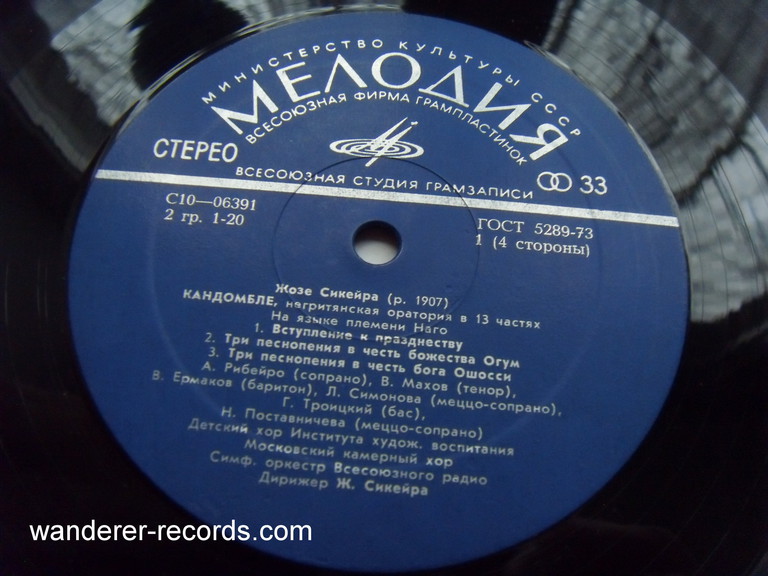 МИНИСТЕРСТВО КУЛЬТУРЫ СССР
МЕЛОДИЯ
ВСЕСОЮЗНАЯ ФИРМА ГРАМПЛАСТИНОК
СТЕРЕО
33
ВСЕСОЮЗНАЯ СТУДИЯ ГРАМЗАПИСИ
С10—06391
2 гр. 1-20
ГОСТ 5289-73
1 (4 стороны)
Жозе Сикейра (р. 1907)
КАНДОМБЛЕ, негритянская оратория в 13 частях
На языке племени Наго
1. Вступление к празднеству
2. Три песнопения в честь божества Огум
3. Три песнопения в честь бога Ошосси
А. Рибейро (сопрано), В. Махов (тенор),
В. Ермаков (баритон), Л. Симонова (меццо-сопрано),
Г. Троицкий (бас),
Н. Поставничева (меццо-сопрано)
Детский хор Института худож. воспитания
Московский камерный хор
Симф. оркестр Всесоюзного радио
Дирижер Ж. Сикейра
wanderer-records.com